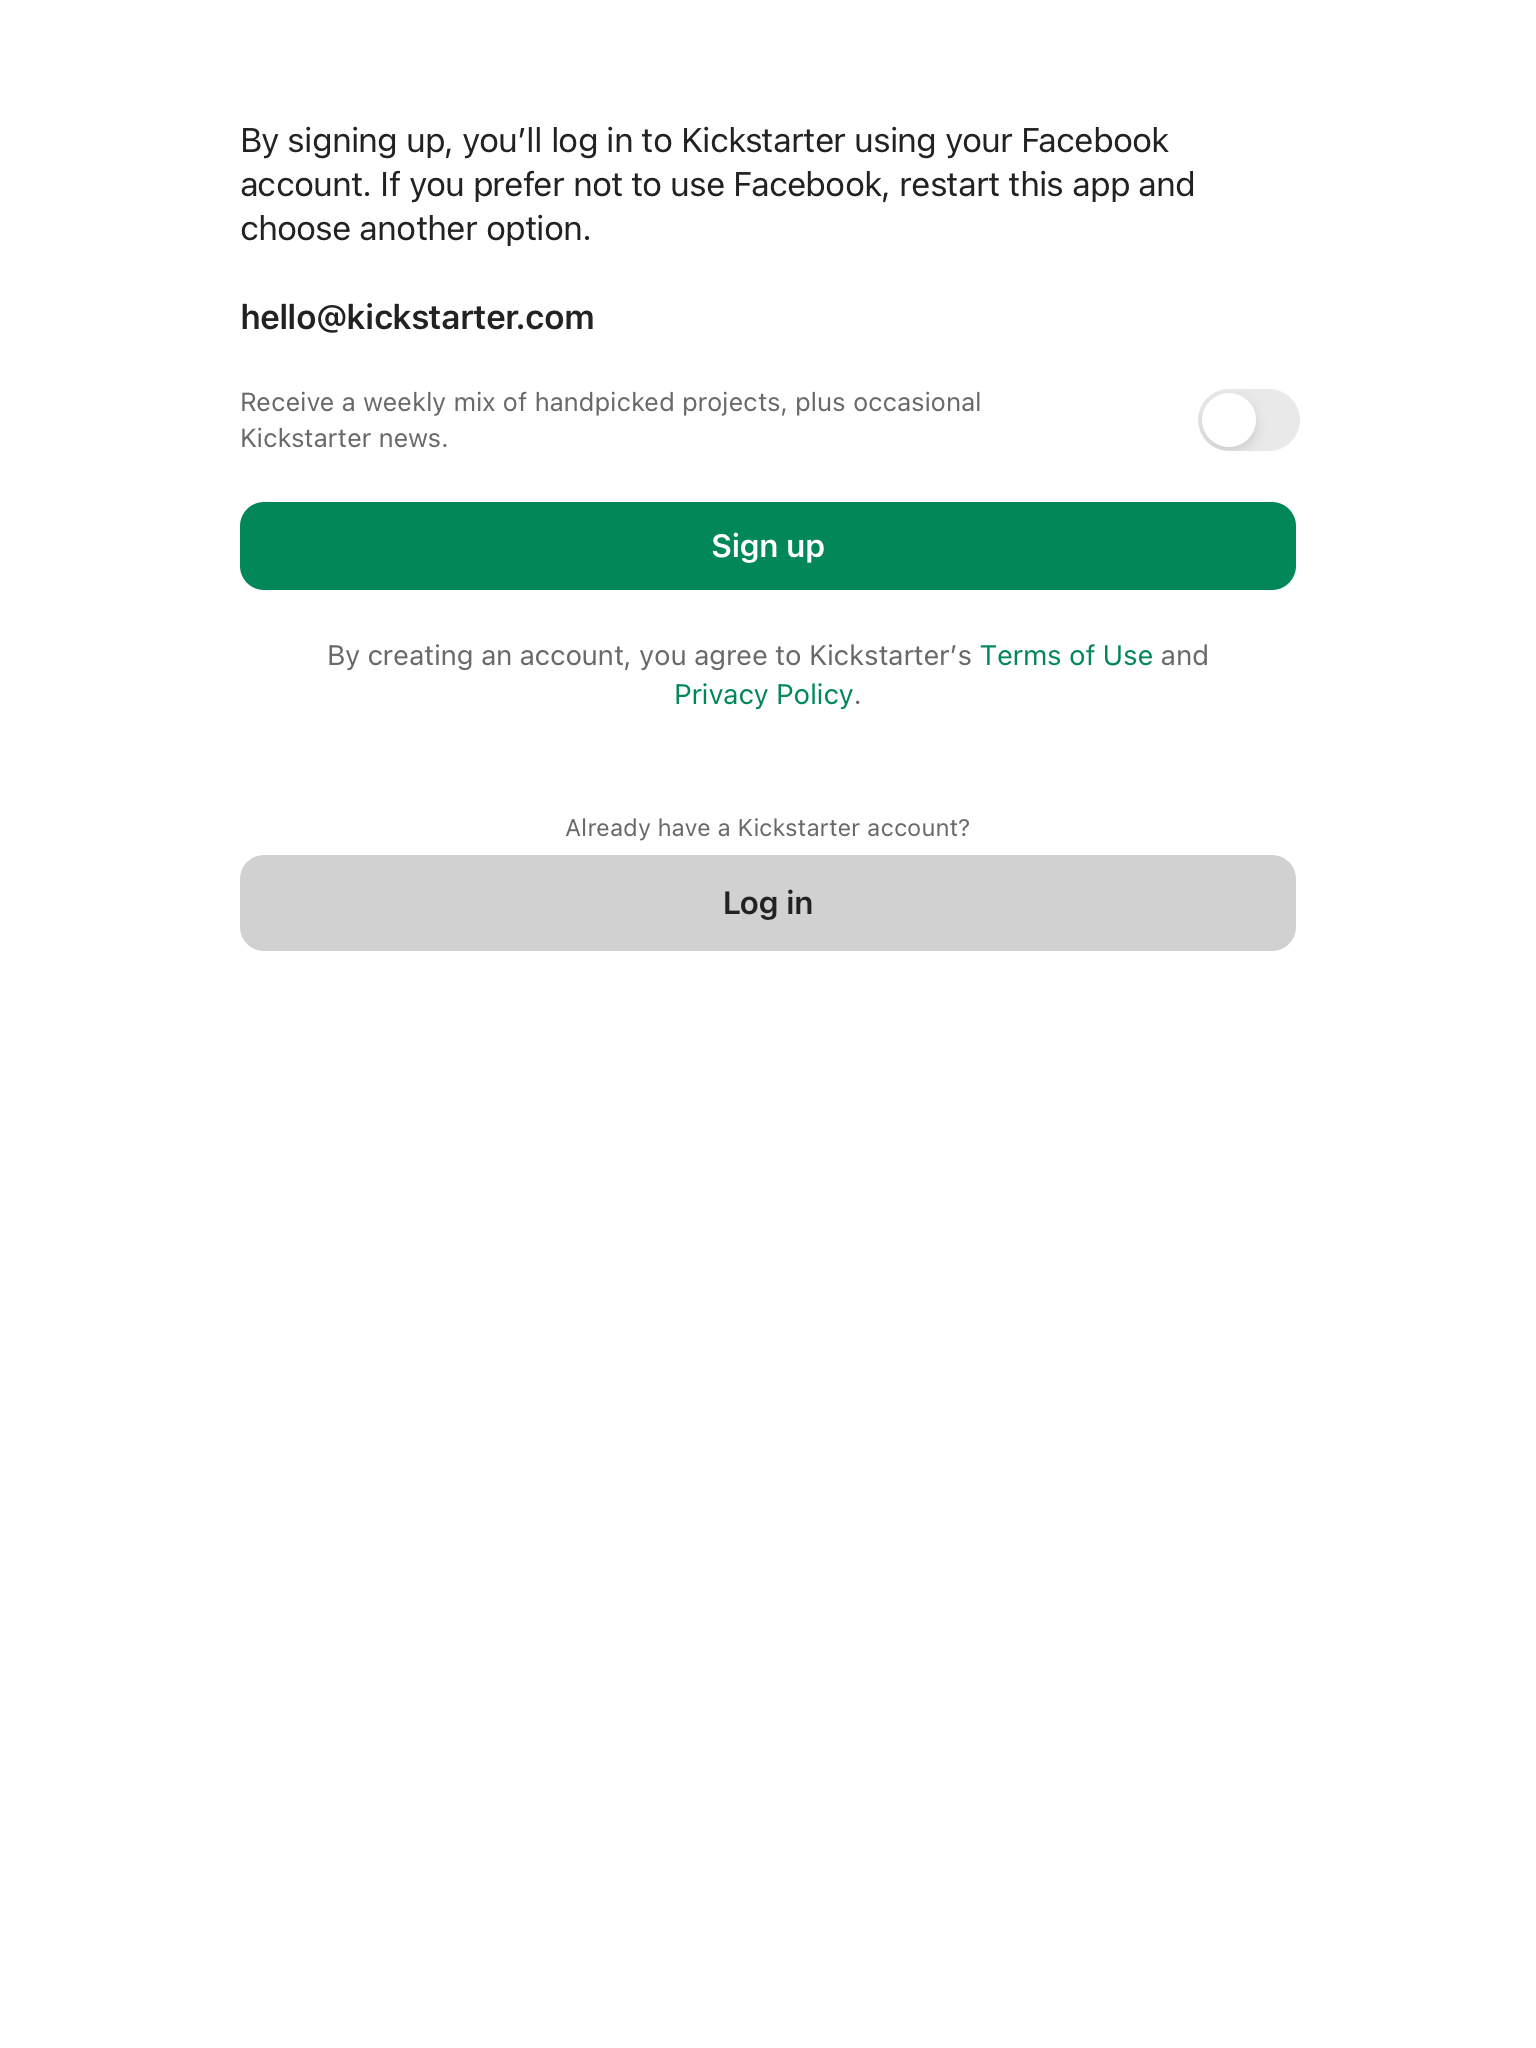 By signing up, you’ll log in to Kickstarter using your Facebook
account. If you prefer not to use Facebook, restart this app and
choose another option.
hello@kickstarter.com
Receive a weekly mix of handpicked projects, plus occasional
Kickstarter news.
Sign up
By creating an account, you agree to Kickstarter’s Terms of Use and
Privacy Policy.
Already have a Kickstarter account?
Log in